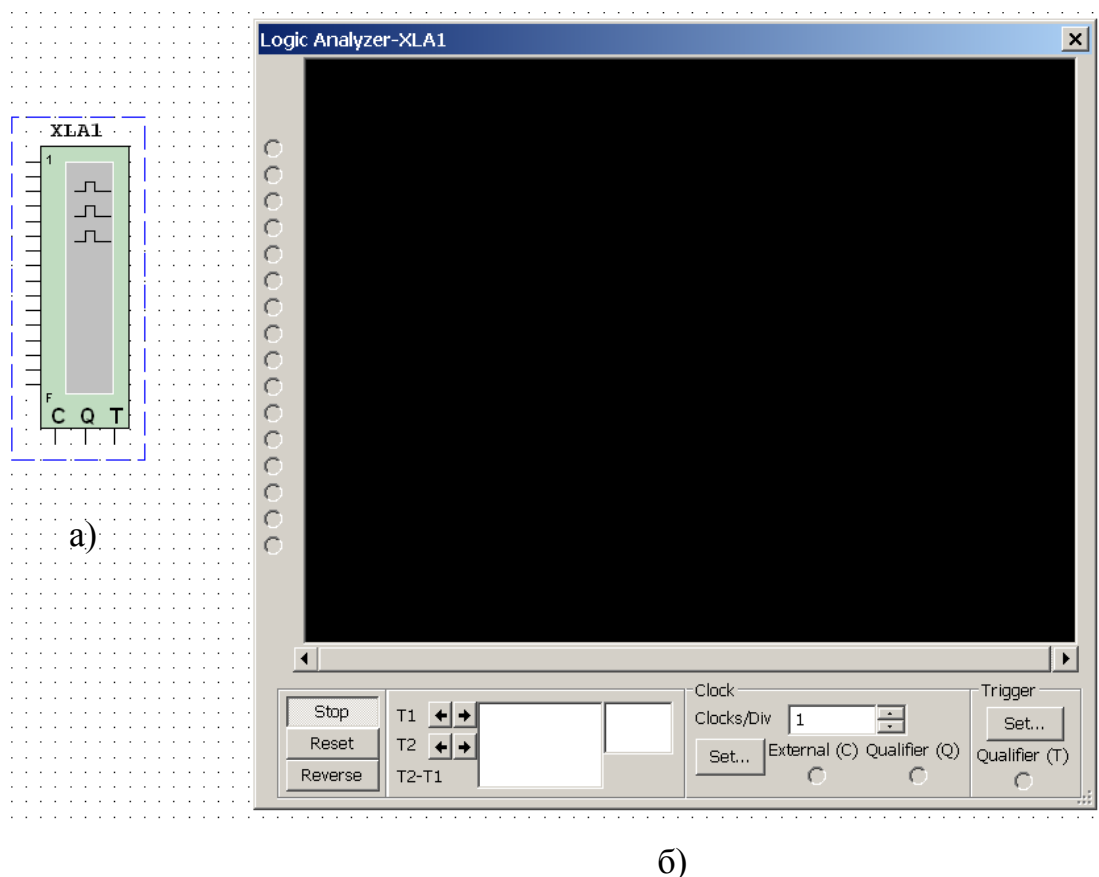 Logic Analyzer-XLA1
XLA1
1
F
C Q T
а)
Stop
Reset
Reverse
T1
T2
T2-T1
Clock
Clocks/Div 1
Set... External (C) Qualifier (Q)
Trigger
Set...
Qualifier (T)
б)